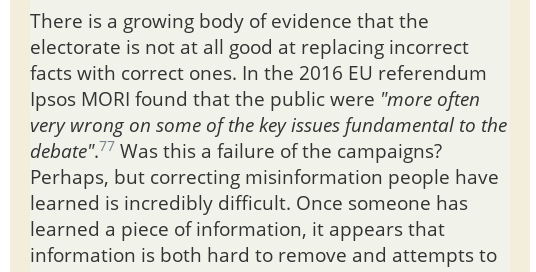 There is a growing body of evidence that the
electorate is not at all good at replacing incorrect
facts with correct ones. In the 2016 EU referendum
Ipsos MORI found that the public were "more often
very wrong on some of the key issues fundamental to the
debate".77 Was this a failure of the campaigns?
Perhaps, but correcting misinformation people have
learned is incredibly difficult. Once someone has
learned a piece of information, it appears that
information is both hard to remove and attempts to